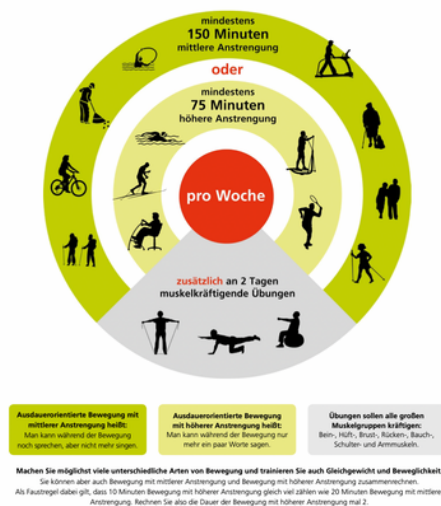 mindestens
150 Minuten
mittlere Anstrengung
oder
mindestens
75 Minuten
höhere Anstrengung
pro Woche
zusätzlich an 2 Tagen
muskelkräftigende Übungen
Ausdauerorientierte Bewegung mit
mittlerer Anstrengung heißt:
Man kann während der Bewegung
noch sprechen, aber nicht mehr singen.
Ausdauerorientierte Bewegung
mit höherer Anstrengung heißt:
Man kann während der Bewegung nur
mehr ein paar Worte sagen.
Übungen sollen alle großen
Muskelgruppen kräftigen:
Bein-, Hüft-, Brust-, Rücken-, Bauch-,
Schulter- und Armmuskeln.
Machen Sie möglichst viele unterschiedliche Arten von Bewegung und trainieren Sie auch Gleichgewicht und Beweglichkeit
Sie können aber auch Bewegung mit mittlerer Anstrengung und Bewegung mit höherer Anstrengung zusammenrechnen.
Als Faustregel dabei gilt, dass 10 Minuten Bewegung mit höherer Anstrengung gleich viel zählen wie 20 Minuten Bewegung mit mittlere
Anstrengung. Rechnen Sie also die Dauer der Bewegung mit höherer Anstrengung mal 2.